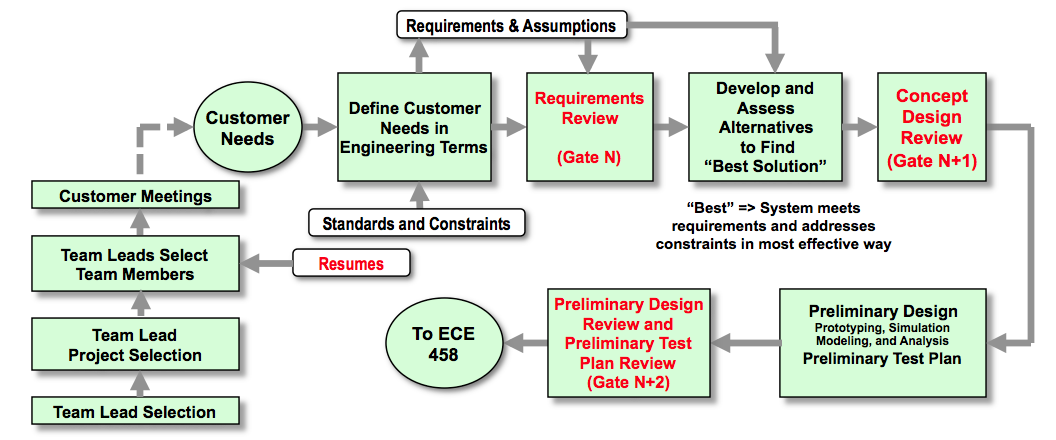 Requirements & Assumptions
Customer
Needs
Define Customer
Needs in
Engineering Terms
Requirements
Review
(Gate N)
Develop and
Assess
Alternatives
to Find
“Best Solution”
Concept
Design
Review
(Gate N+1)
Customer Meetings
Standards and Constraints
“Best” => System meets
requirements and addresses
constraints in most effective way
Team Leads Select
Team Members
Resumes
Team Lead
Project Selection
Team Lead Selection
To ECE
458
Preliminary Design
Review and
Preliminary Test
Plan Review
(Gate N+2)
Preliminary Design
Prototyping, Simulation
Modeling, and Analysis
Preliminary Test Plan